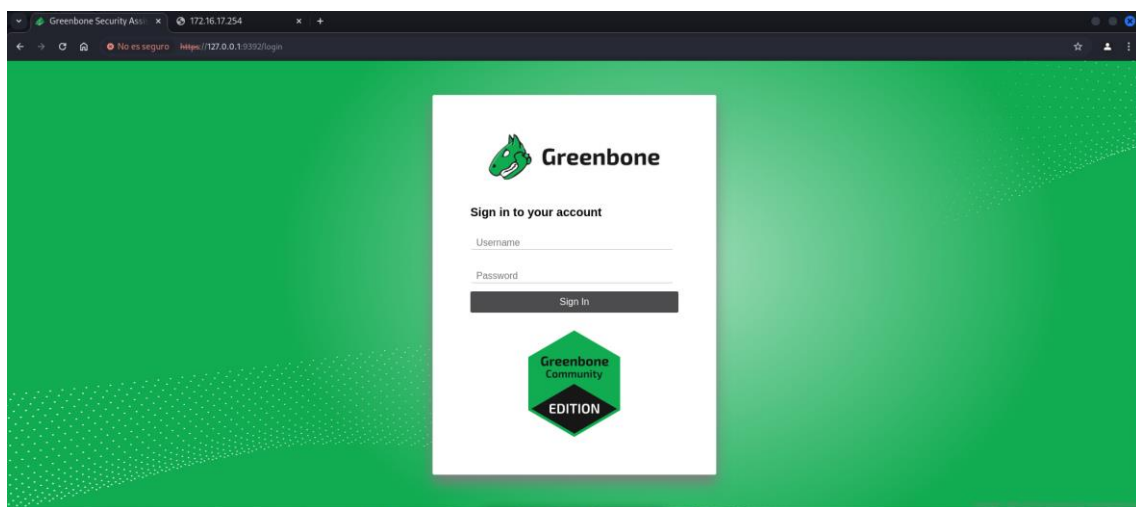 Greenbone Security Assi
172.16.17.254
No es seguro https://127.0.0.1:9392/login
Greenbone
Sign in to your account
Username
Password
Sign In
Greenbone
Community
EDITION